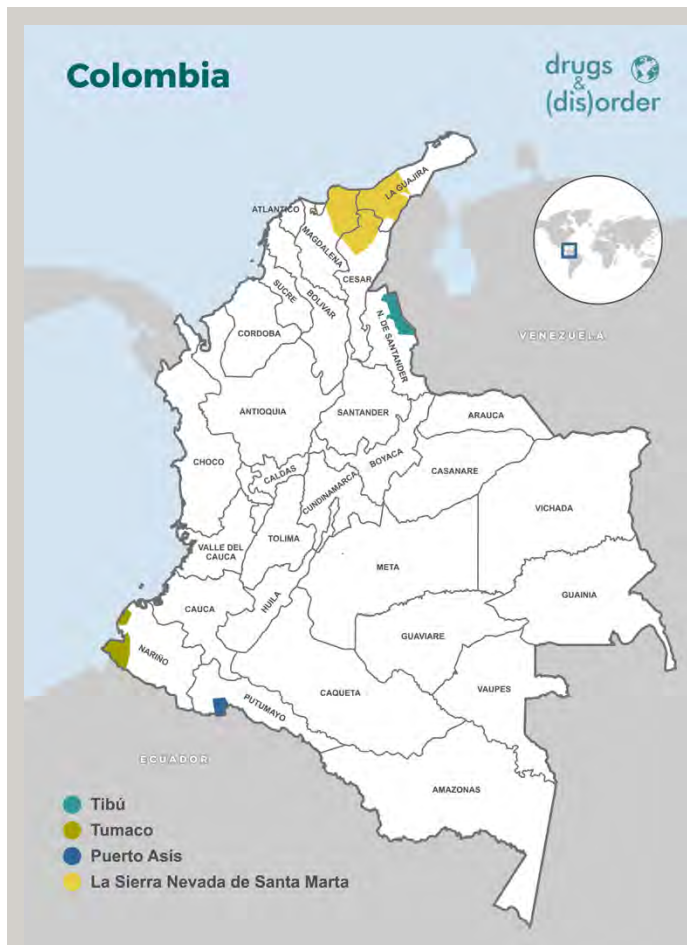 Colombia
drugs
&
(dis)order
LA GUAJIRA
ATLANTICO
MAGDALENA
CESAR
SUCRE
BOLIVAR
N. DE SANTANDER
VENEZUELA
CORDOBA
ANTIOQUIA
SANTANDER
ARAUCA
CHOCO
BOYACA
CALDAS
CASANARE
CUNDINAMARCA
VICHADA
VALLE DEL
CAUCA
TOLIMA
META
GUAINIA
CAUCA
HUILA
GUAVIARE
NARIÑO
CAQUETA
VAUPES
PUTUMAYO
ECUADOR
AMAZONAS
Tibú
Tumaco
Puerto Asís
La Sierra Nevada de Santa Marta